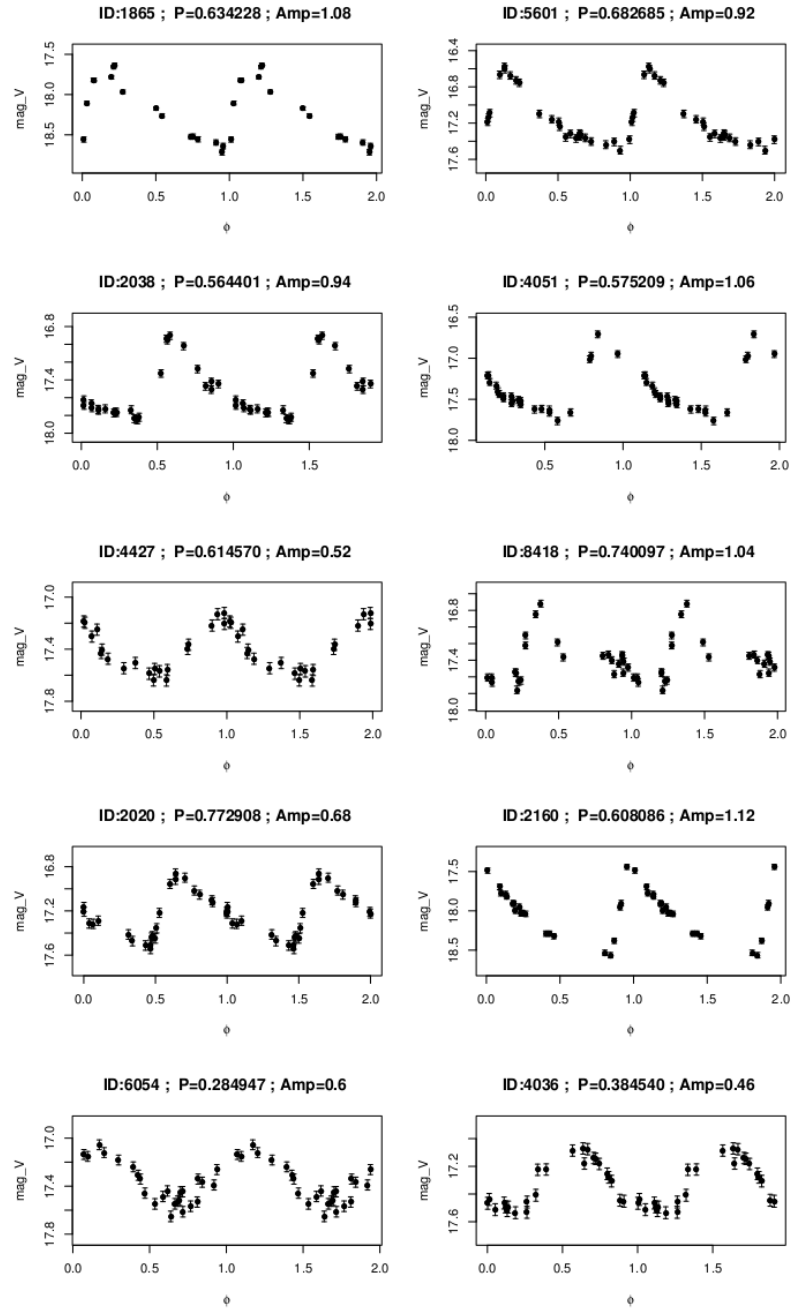 ID:1865 ; P=0.634228 ; Amp=1.08
mag_V
17.5
18.0
18.5
0.0 0.5 1.0 1.5 2.0
ϕ
ID:5601 ; P=0.682685 ; Amp=0.92
mag_V
16.4
16.8
17.2
17.6
0.0 0.5 1.0 1.5 2.0
ϕ
ID:2038 ; P=0.564401 ; Amp=0.94
mag_V
16.8
17.4
18.0
0.0 0.5 1.0 1.5
ϕ
ID:4051 ; P=0.575209 ; Amp=1.06
mag_V
16.5
17.0
17.5
18.0
0.5 1.0 1.5 2.0
ϕ
ID:4427 ; P=0.614570 ; Amp=0.52
mag_V
17.0
17.4
17.8
0.0 0.5 1.0 1.5 2.0
ϕ
ID:8418 ; P=0.740097 ; Amp=1.04
mag_V
16.8
17.4
18.0
0.0 0.5 1.0 1.5 2.0
ϕ
ID:2020 ; P=0.772908 ; Amp=0.68
mag_V
16.8
17.2
17.6
0.0 0.5 1.0 1.5 2.0
ϕ
ID:2160 ; P=0.608086 ; Amp=1.12
mag_V
17.5
18.0
18.5
0.0 0.5 1.0 1.5 2.0
ϕ
ID:6054 ; P=0.284947 ; Amp=0.6
mag_V
17.0
17.4
17.8
0.0 0.5 1.0 1.5 2.0
ϕ
ID:4036 ; P=0.384540 ; Amp=0.46
mag_V
17.2
17.6
0.0 0.5 1.0 1.5
ϕ